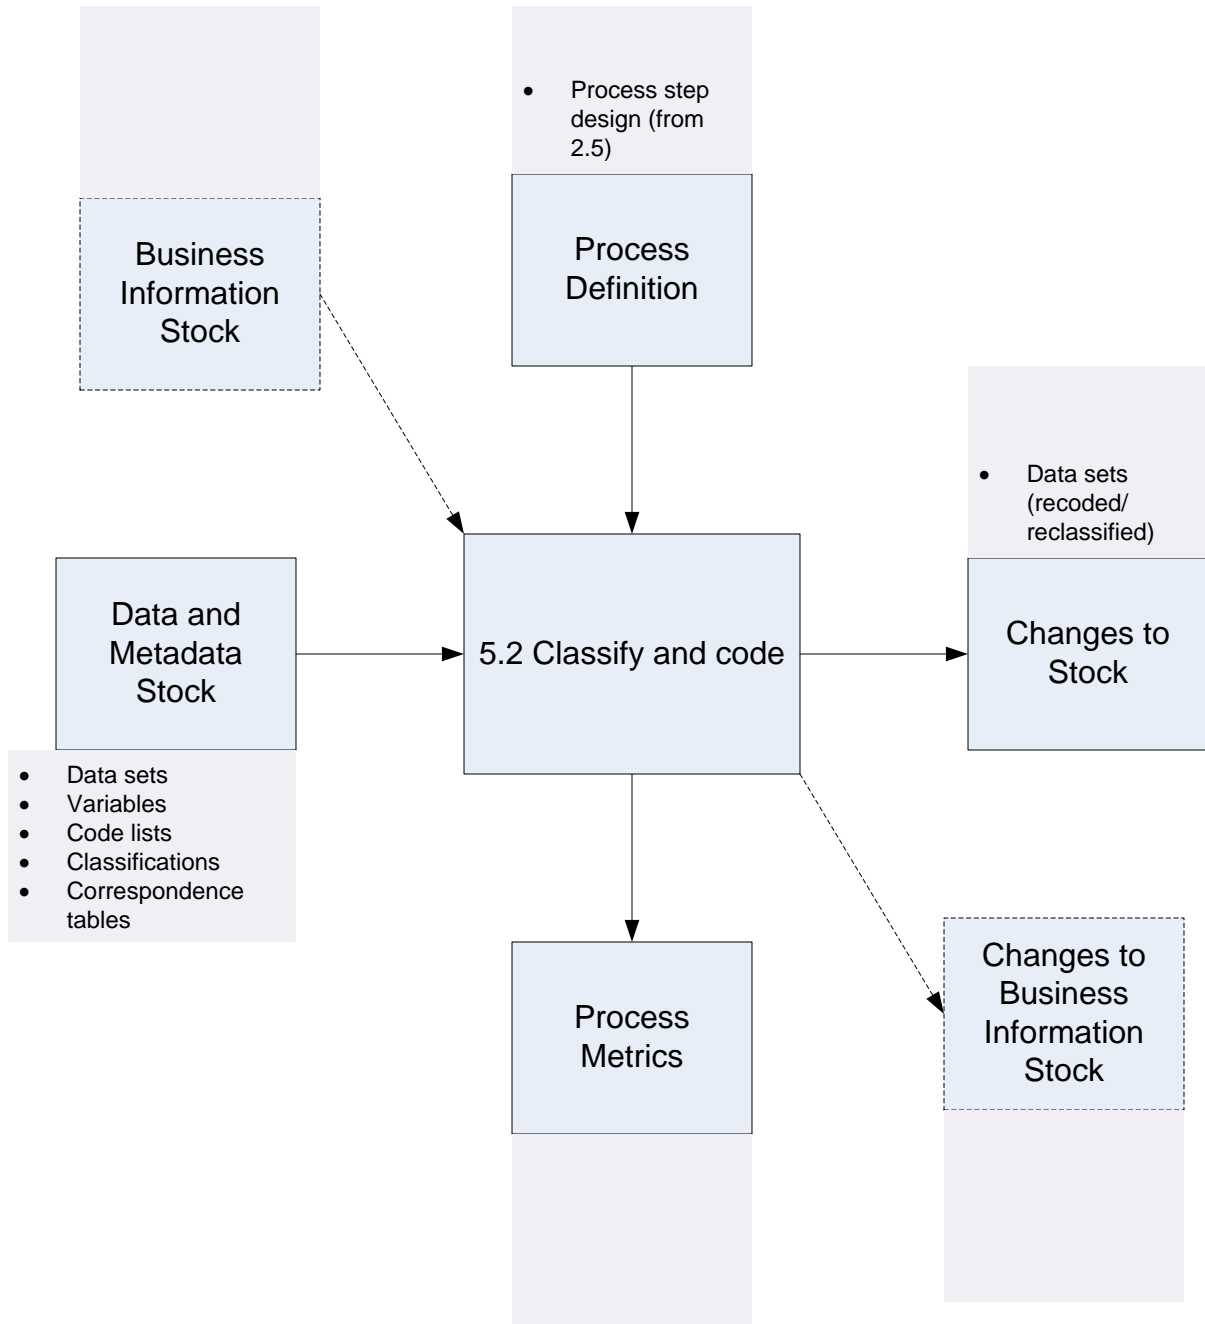 • Process step
design (from
2.5)
Business
Information
Stock
Process
Definition
• Data sets
(recoded/
reclassified)
Data and
Metadata
Stock
5.2 Classify and code
Changes to
Stock
• Data sets
• Variables
• Code lists
• Classifications
• Correspondence
tables
Process
Metrics
Changes to
Business
Information
Stock